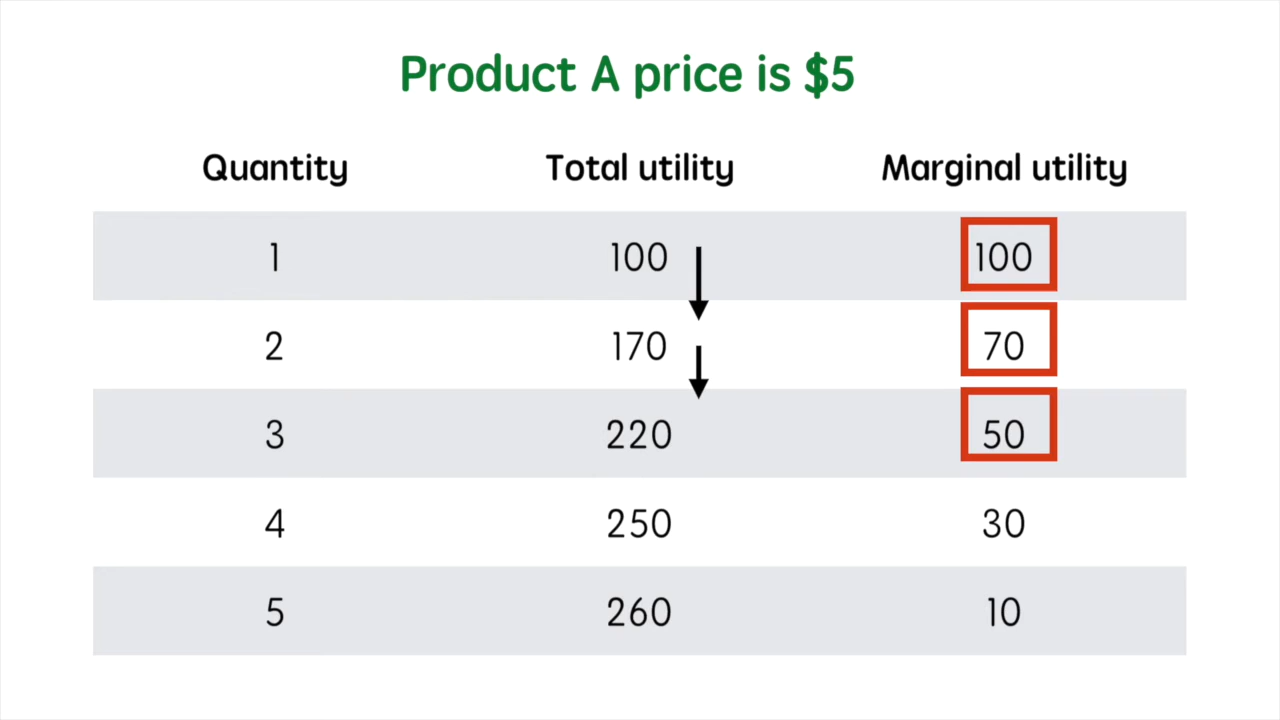 Product A price is $5
Quantity Total utility Marginal utility
1 100 100
2 170 70
3 220 50
4 250 30
5 260 10